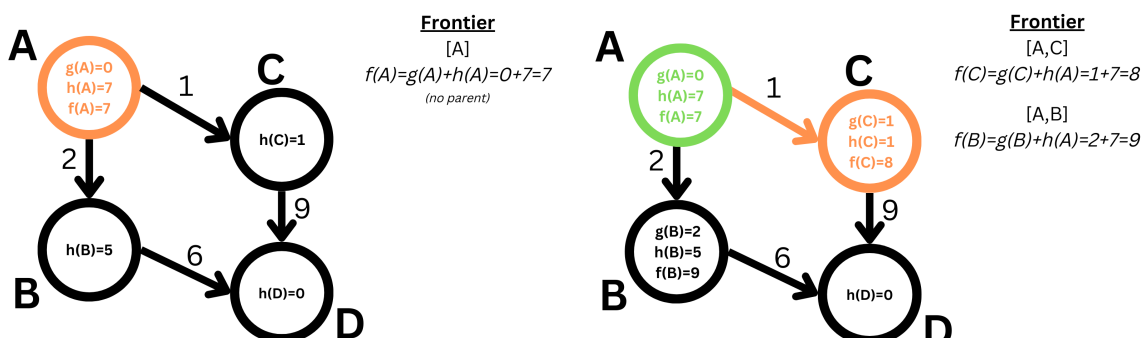 A
g(A)=0
h(A)=7
f(A)=7
1
C
h(C)=1
2
9
h(B)=5
6
B
h(D)=0
D
Frontier
[A]
f(A)=g(A)+h(A)=0+7=7
(no parent)
A
g(A)=0
h(A)=7
f(A)=7
1
C
g(C)=1
h(C)=1
f(C)=8
2
9
g(B)=2
h(B)=5
f(B)=9
6
B
h(D)=0
D
Frontier
[A,C]
f(C)=g(C)+h(A)=1+7=8
[A,B]
f(B)=g(B)+h(A)=2+7=9